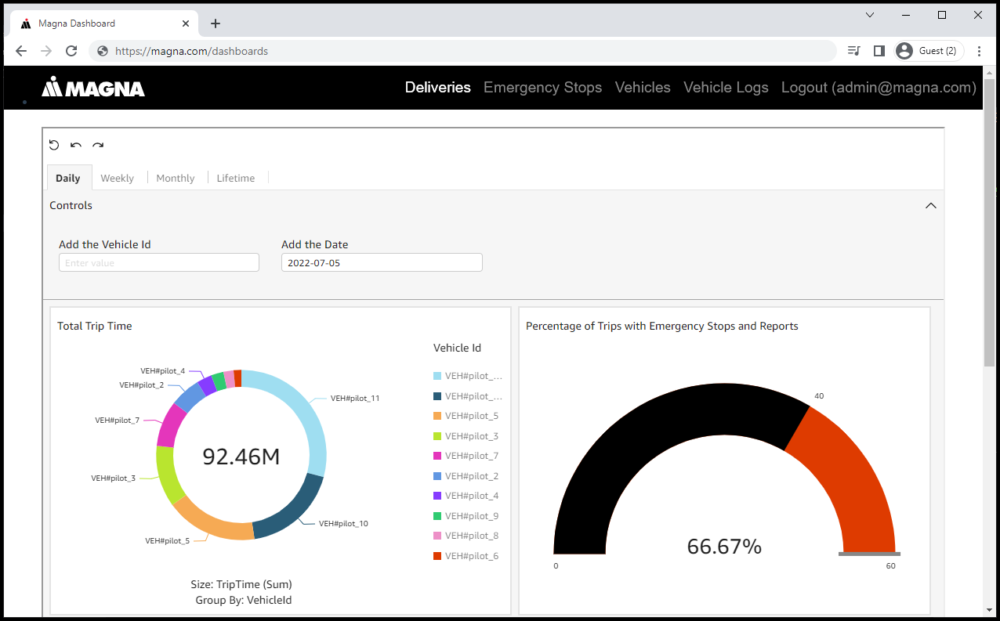 Magna Dashboard
https://magna.com/dashboards
Guest (2)
MAGNA
Deliveries Emergency Stops Vehicles Vehicle Logs Logout (admin@magna.com)
Daily Weekly Monthly Lifetime
Controls
Add the Vehicle Id Add the Date
Enter value 2022-07-05
Total Trip Time
VEH#pilot_4
VEH#pilot_2
VEH#pilot_11
VEH#pilot_7
92.46M
VEH#pilot_3
VEH#pilot_10
VEH#pilot_5
Size: TripTime (Sum)
Group By: VehicleId
Vehicle Id
VEH#pilot_...
VEH#pilot_...
VEH#pilot_5
VEH#pilot_3
VEH#pilot_7
VEH#pilot_2
VEH#pilot_4
VEH#pilot_9
VEH#pilot_8
VEH#pilot_6
Percentage of Trips with Emergency Stops and Reports
40
66.67%
0
60